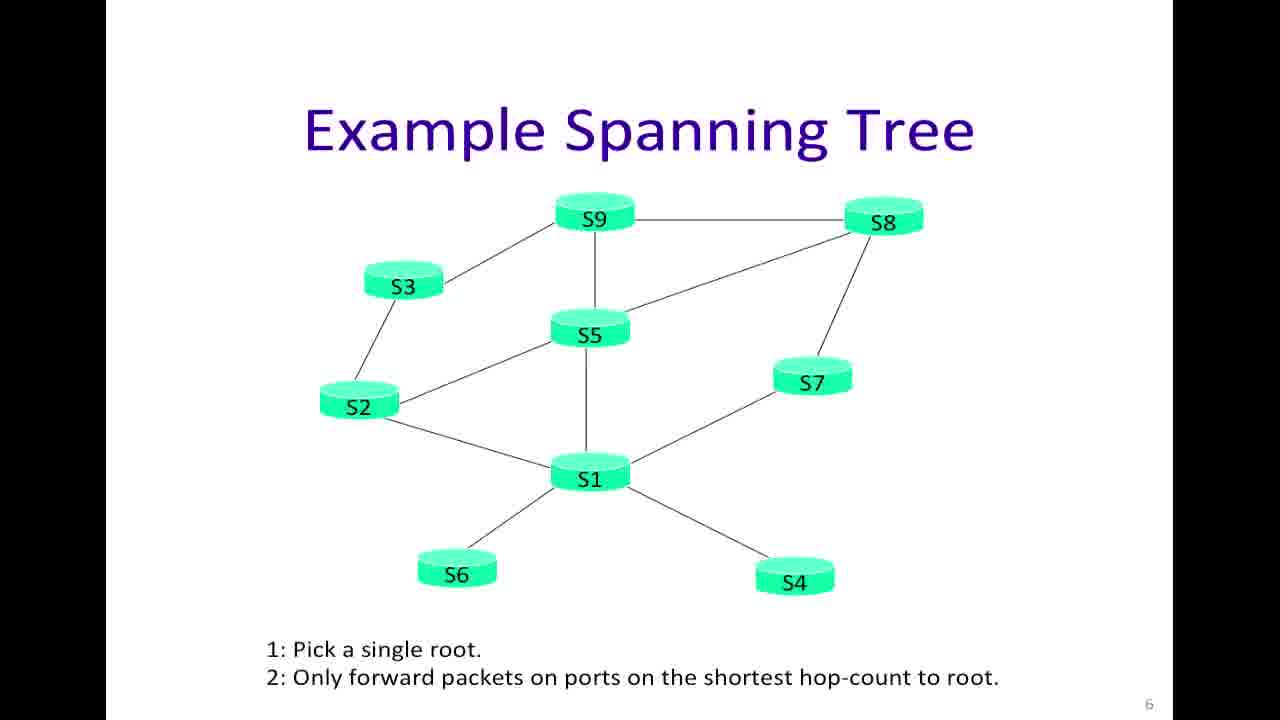 Example Spanning Tree
S9
S8
S3
S5
S7
S2
S1
S6
S4
1: Pick a single root.
2: Only forward packets on ports on the shortest hop-count to root.
6